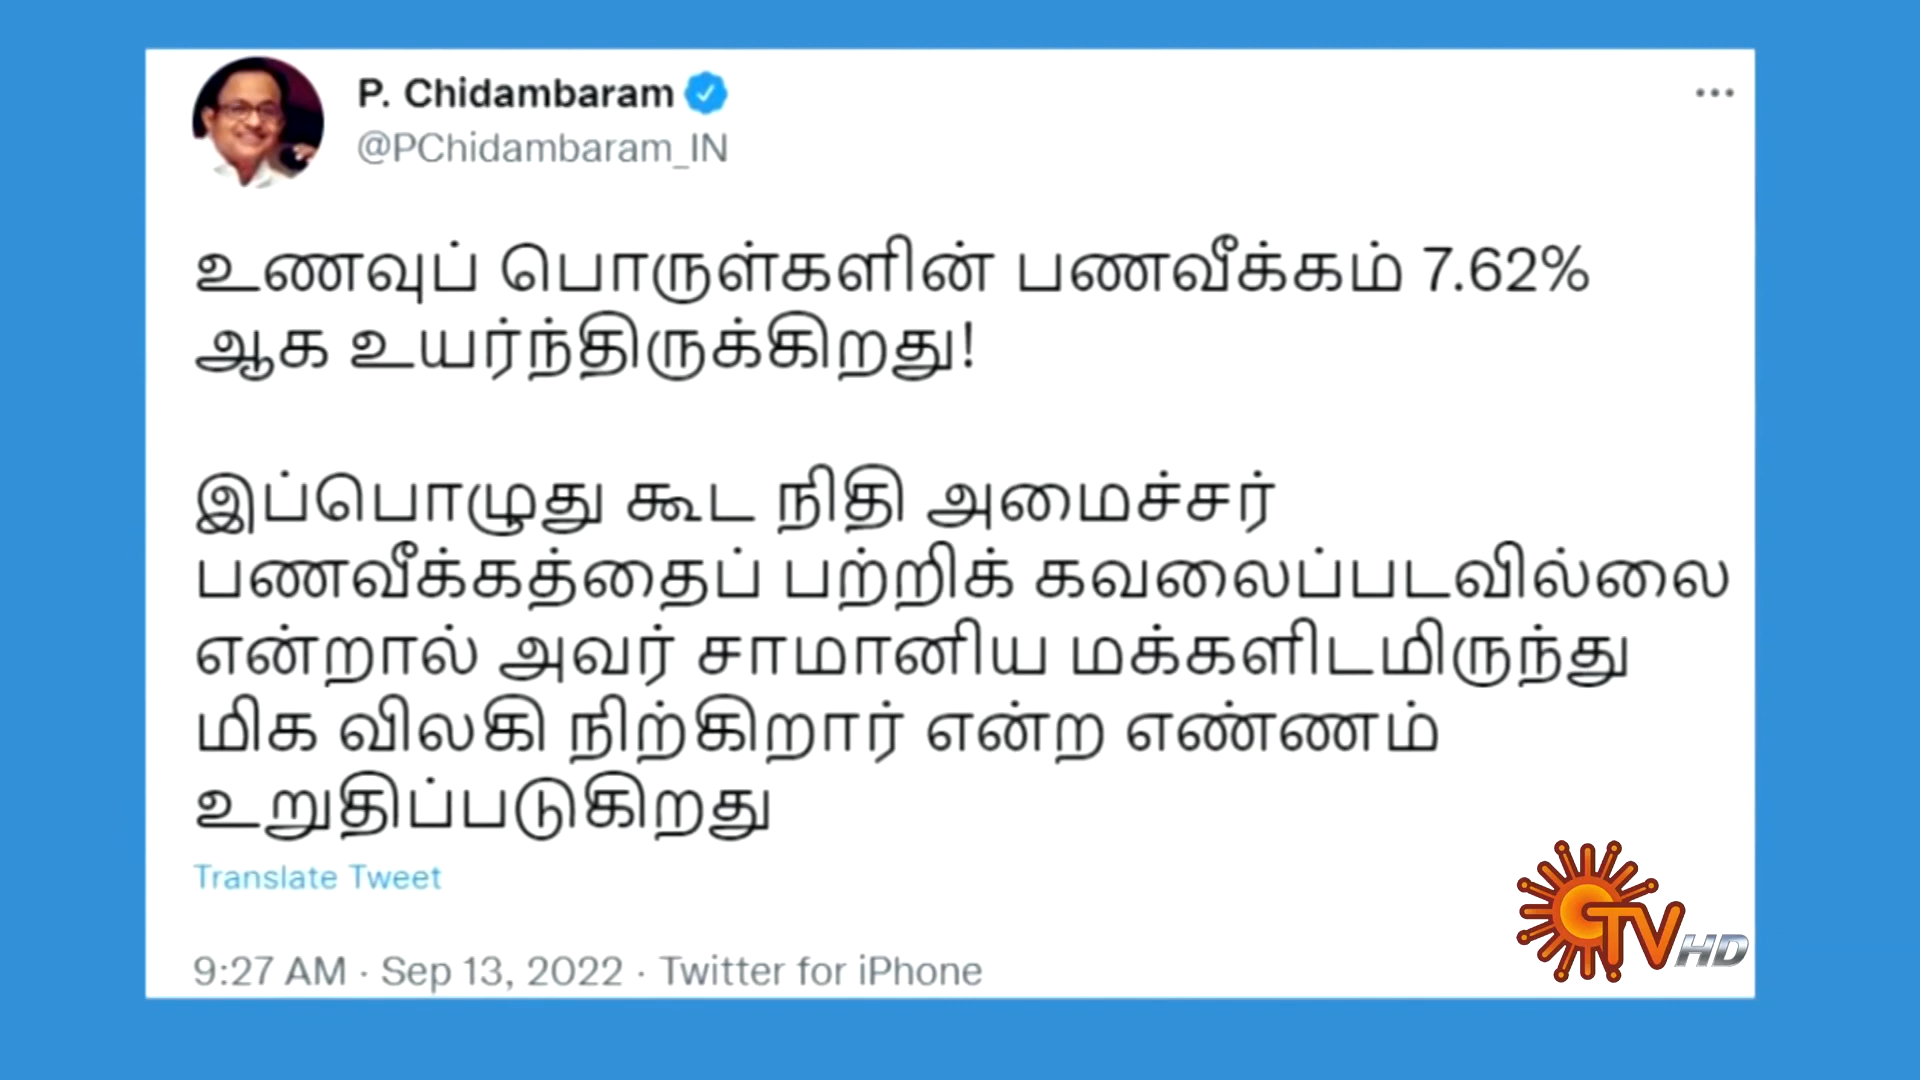 P. Chidambaram
@PChidambaram_IN
உணவுப் பொருள்களின் பணவீக்கம் 7.62%
ஆக உயர்ந்திருக்கிறது!
இப்பொழுது கூட நிதி அமைச்சர்
பணவீக்கத்தைப் பற்றிக் கவலைப்படவில்லை
என்றால் அவர் சாமானிய மக்களிடமிருந்து
மிக விலகி நிற்கிறார் என்ற எண்ணம்
உறுதிப்படுகிறது
Translate Tweet
9:27 AM · Sep 13, 2022 · Twitter for iPhone
TV HD